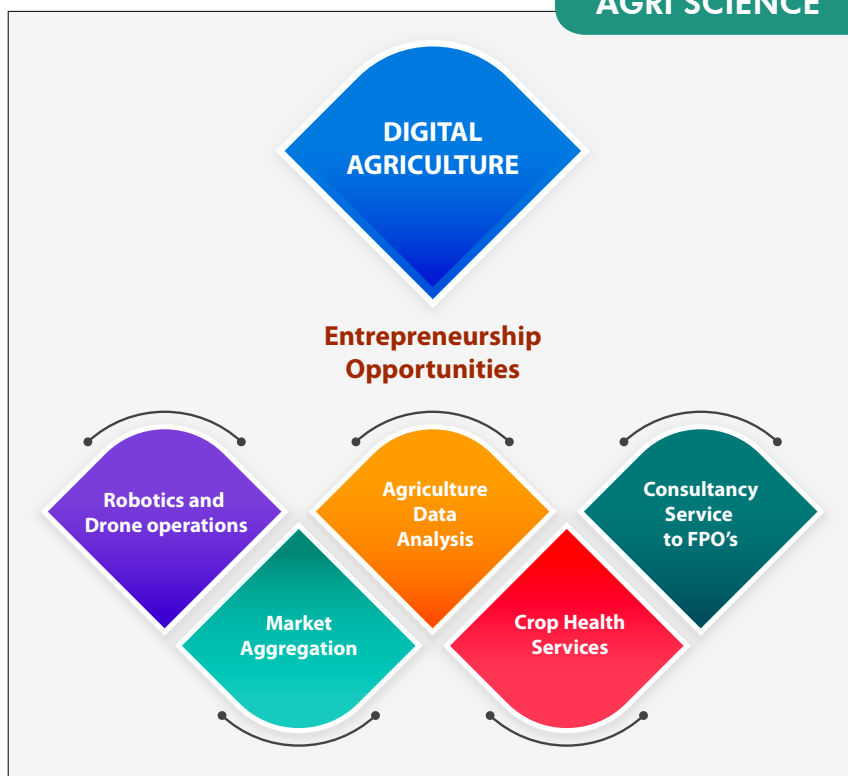 AGRI SCIENCE
DIGITAL
AGRICULTURE
Entrepreneurship
Opportunities
Robotics and
Drone operations
Market
Aggregation
Agriculture
Data
Analysis
Crop Health
Services
Consultancy
Service
to FPO's